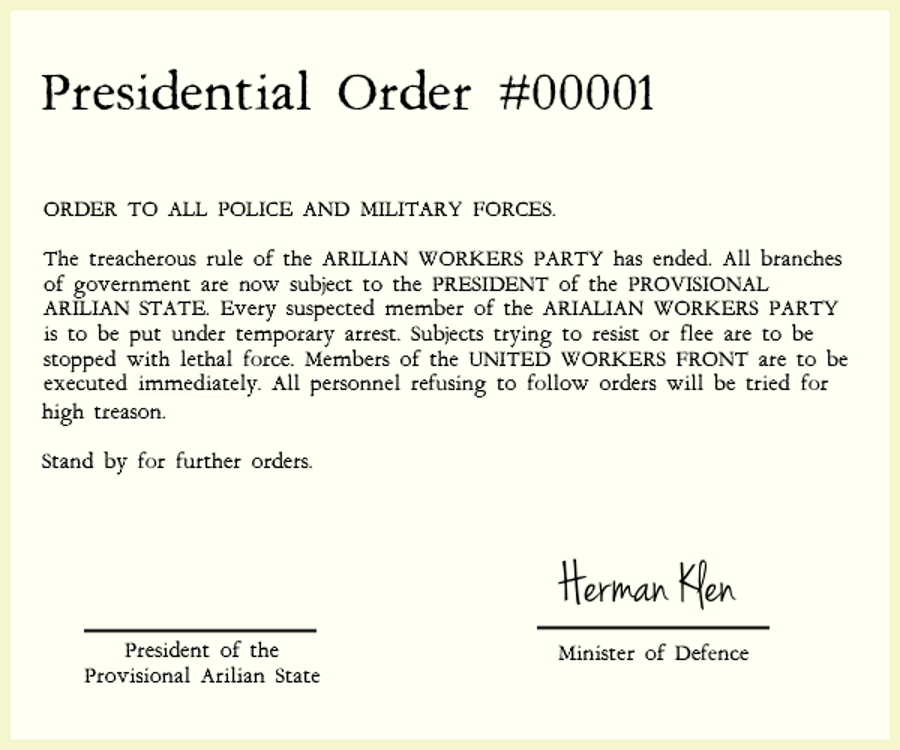 Presidential Order #00001
ORDER TO ALL POLICE AND MILITARY FORCES.
The treacherous rule of the ARILIAN WORKERS PARTY has ended. All branches
of government are now subject to the PRESIDENT of the PROVISIONAL
ARILIAN STATE. Every suspected member of the ARIALIAN WORKERS PARTY
is to be put under temporary arrest. Subjects trying to resist or flee are to be
stopped with lethal force. Members of the UNITED WORKERS FRONT are to be
executed immediately. All personnel refusing to follow orders will be tried for
high treason.
Stand by for further orders.
President of the
Provisional Arilian State
Herman Klen
Minister of Defence